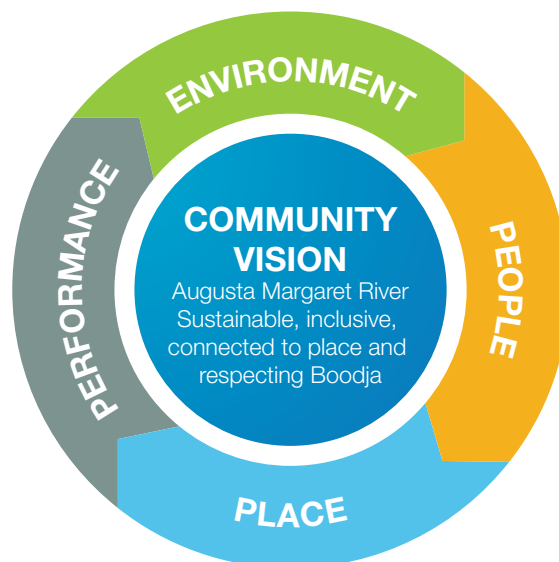 ENVIRONMENT
PEOPLE
PLACE
PERFORMANCE
COMMUNITY
VISION
Augusta Margaret River
Sustainable, inclusive,
connected to place and
respecting Boodja